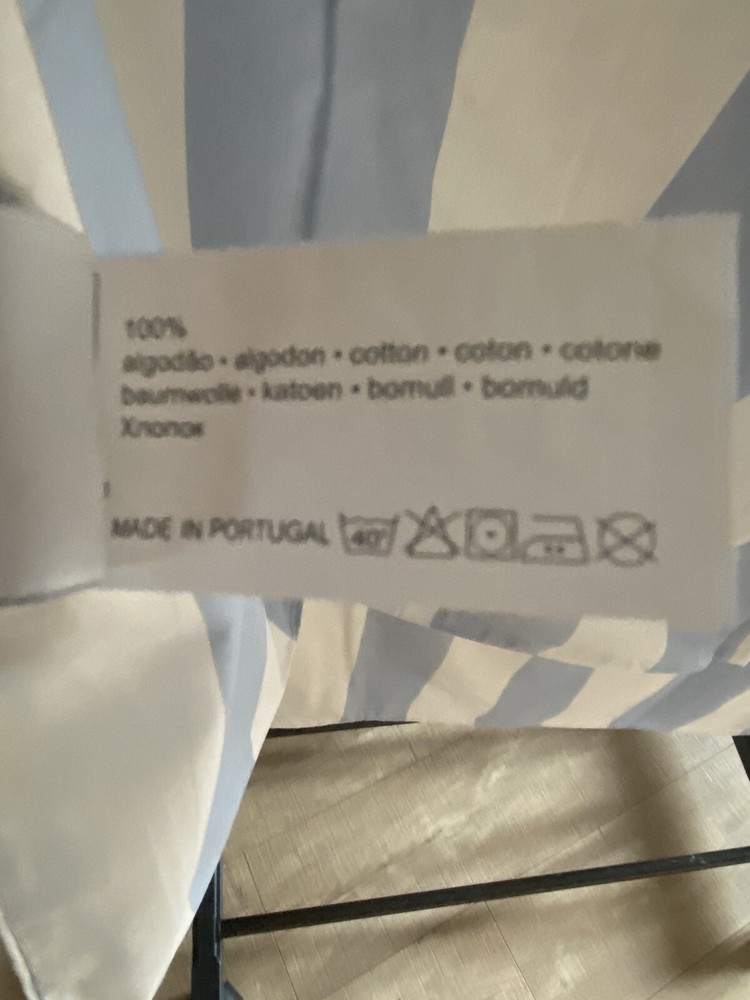 100%
algodão • algodon • cotton • coton • cotone
baumwolle • katoen • bomull • bomuld
Хлопок
MADE IN PORTUGAL 40°